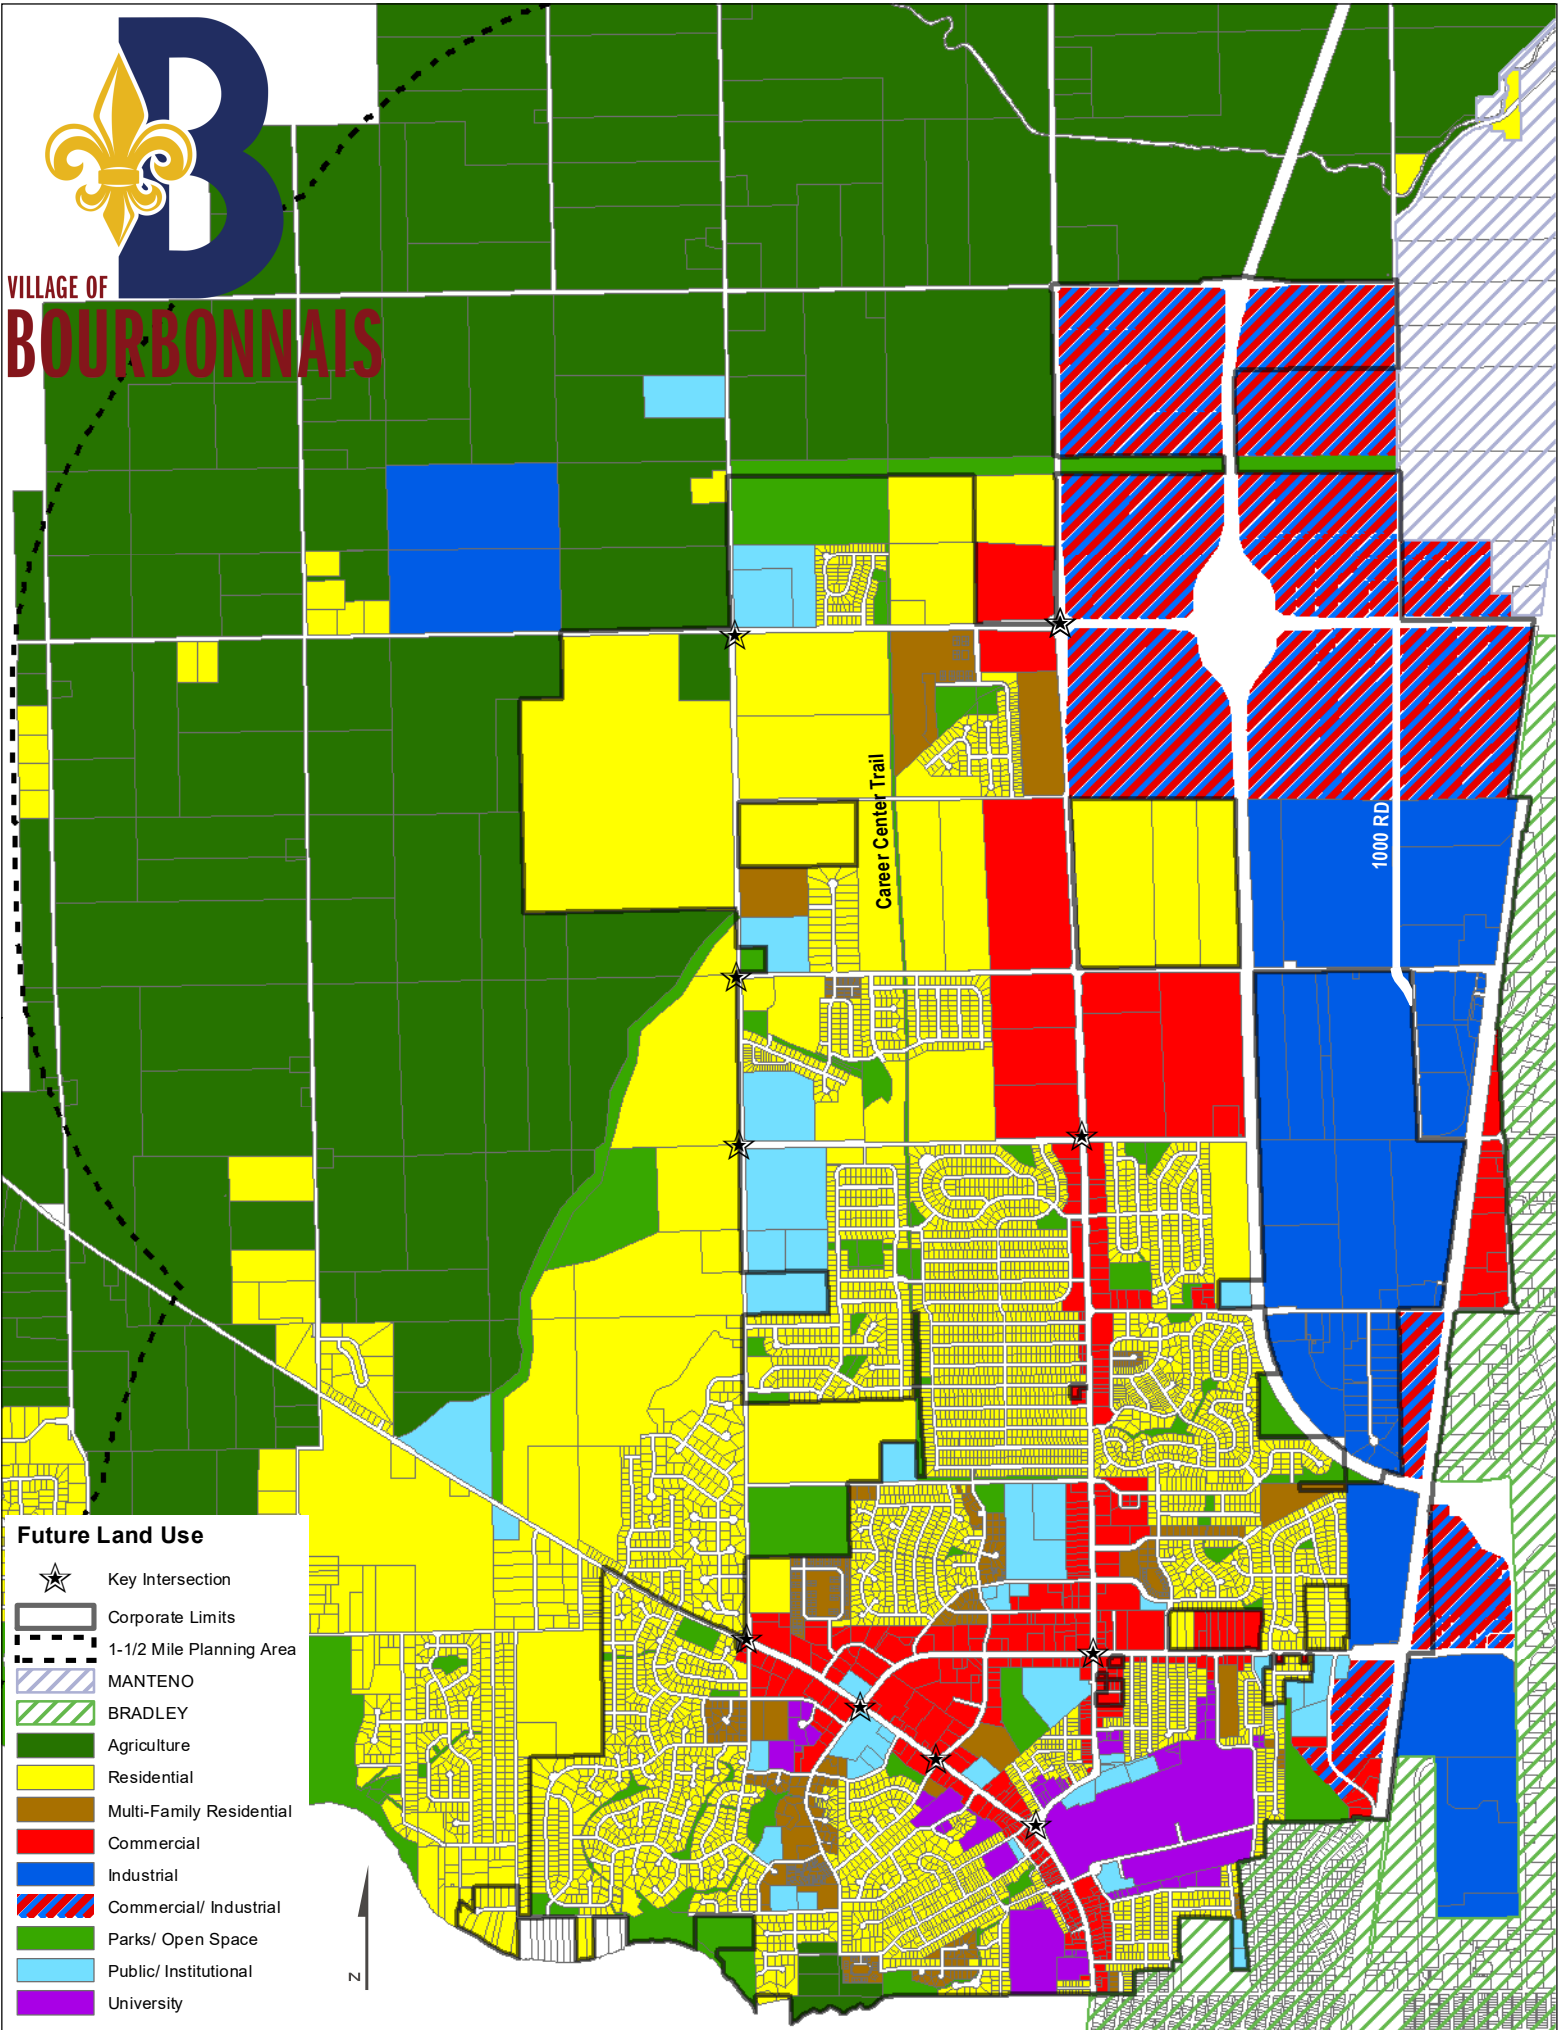 B
VILLAGE OF
BOURBONNAIS
Career Center Trail
1000 RD
Future Land Use
Key Intersection
Corporate Limits
1-1/2 Mile Planning Area
MANTENO
BRADLEY
Agriculture
Residential
Multi-Family Residential
Commercial
Industrial
Commercial/ Industrial
Parks/ Open Space
Public/ Institutional
University
N